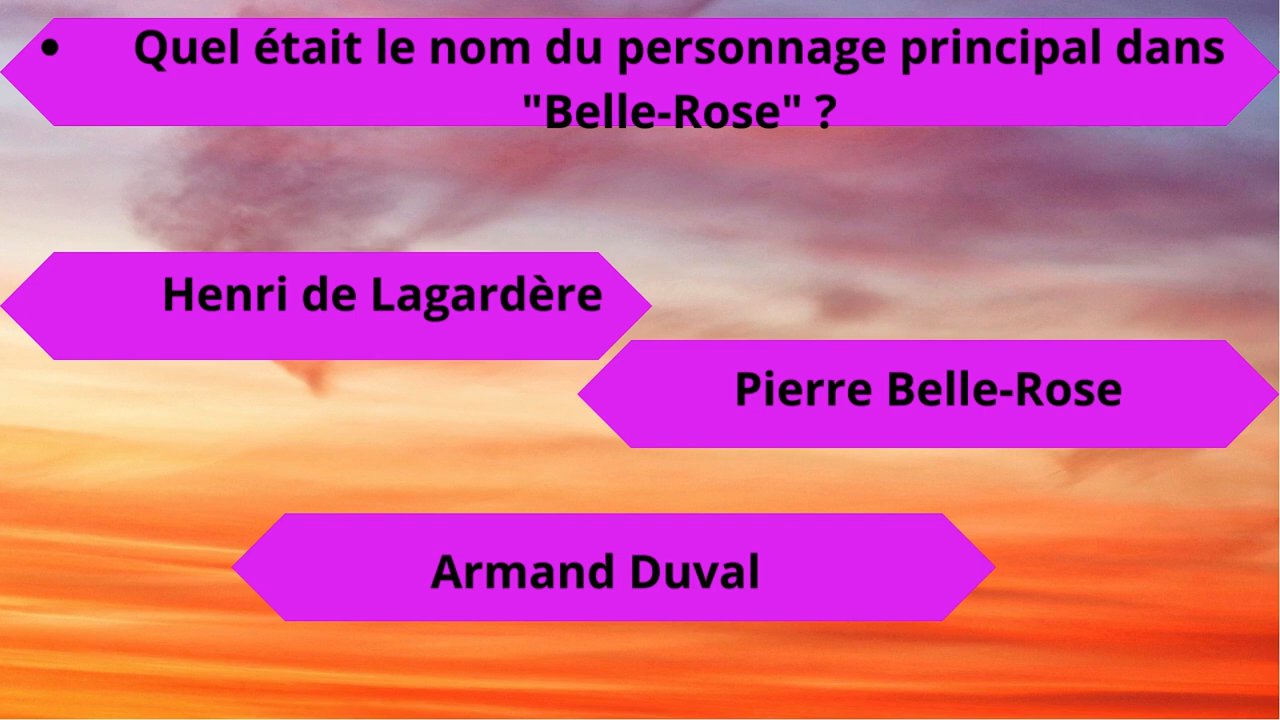 • Quel était le nom du personnage principal dans
"Belle-Rose" ?
Henri de Lagardère
Pierre Belle-Rose
Armand Duval